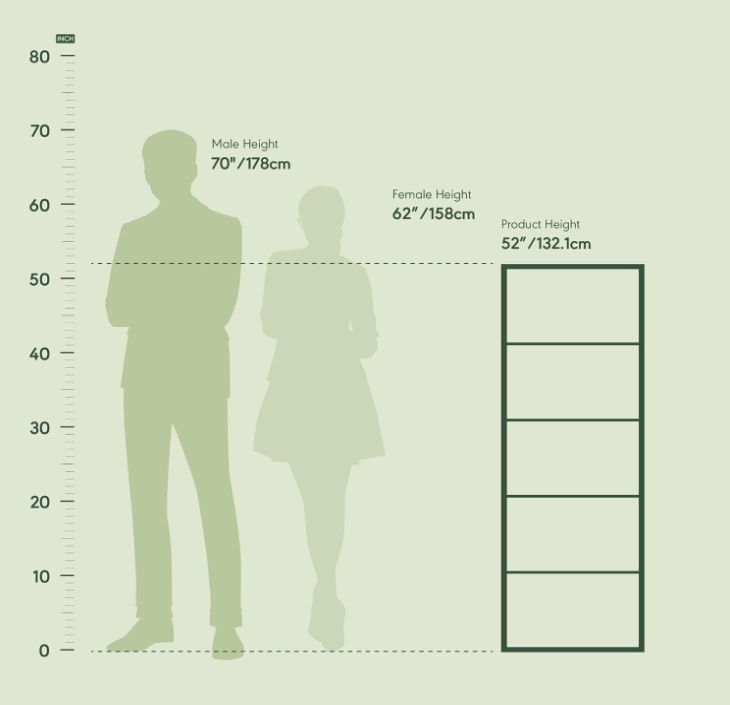 INCH
80
70
60
50
40
30
20
10
0
Male Height
70"/178cm
Female Height
62"/158cm
Product Height
52"/132.1cm